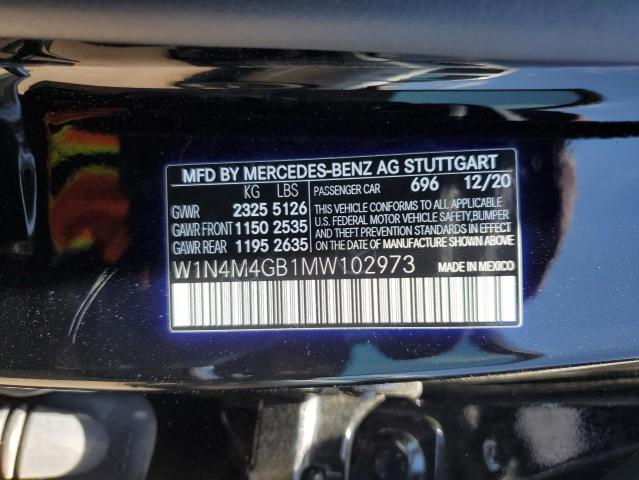 MFD BY MERCEDES-BENZ AG STUTTGART
KG LBS
GVWR 2325 5126
GAWR FRONT 1150 2535
GAWR REAR 1195 2635
PASSENGER CAR 696 12/20
THIS VEHICLE CONFORMS TO ALL APPLICABLE
U.S. FEDERAL MOTOR VEHICLE SAFETY, BUMPER
AND THEFT PREVENTION STANDARDS IN EFFECT
ON THE DATE OF MANUFACTURE SHOWN ABOVE.
W1N4M4GB1MW102973 MADE IN MEXICO